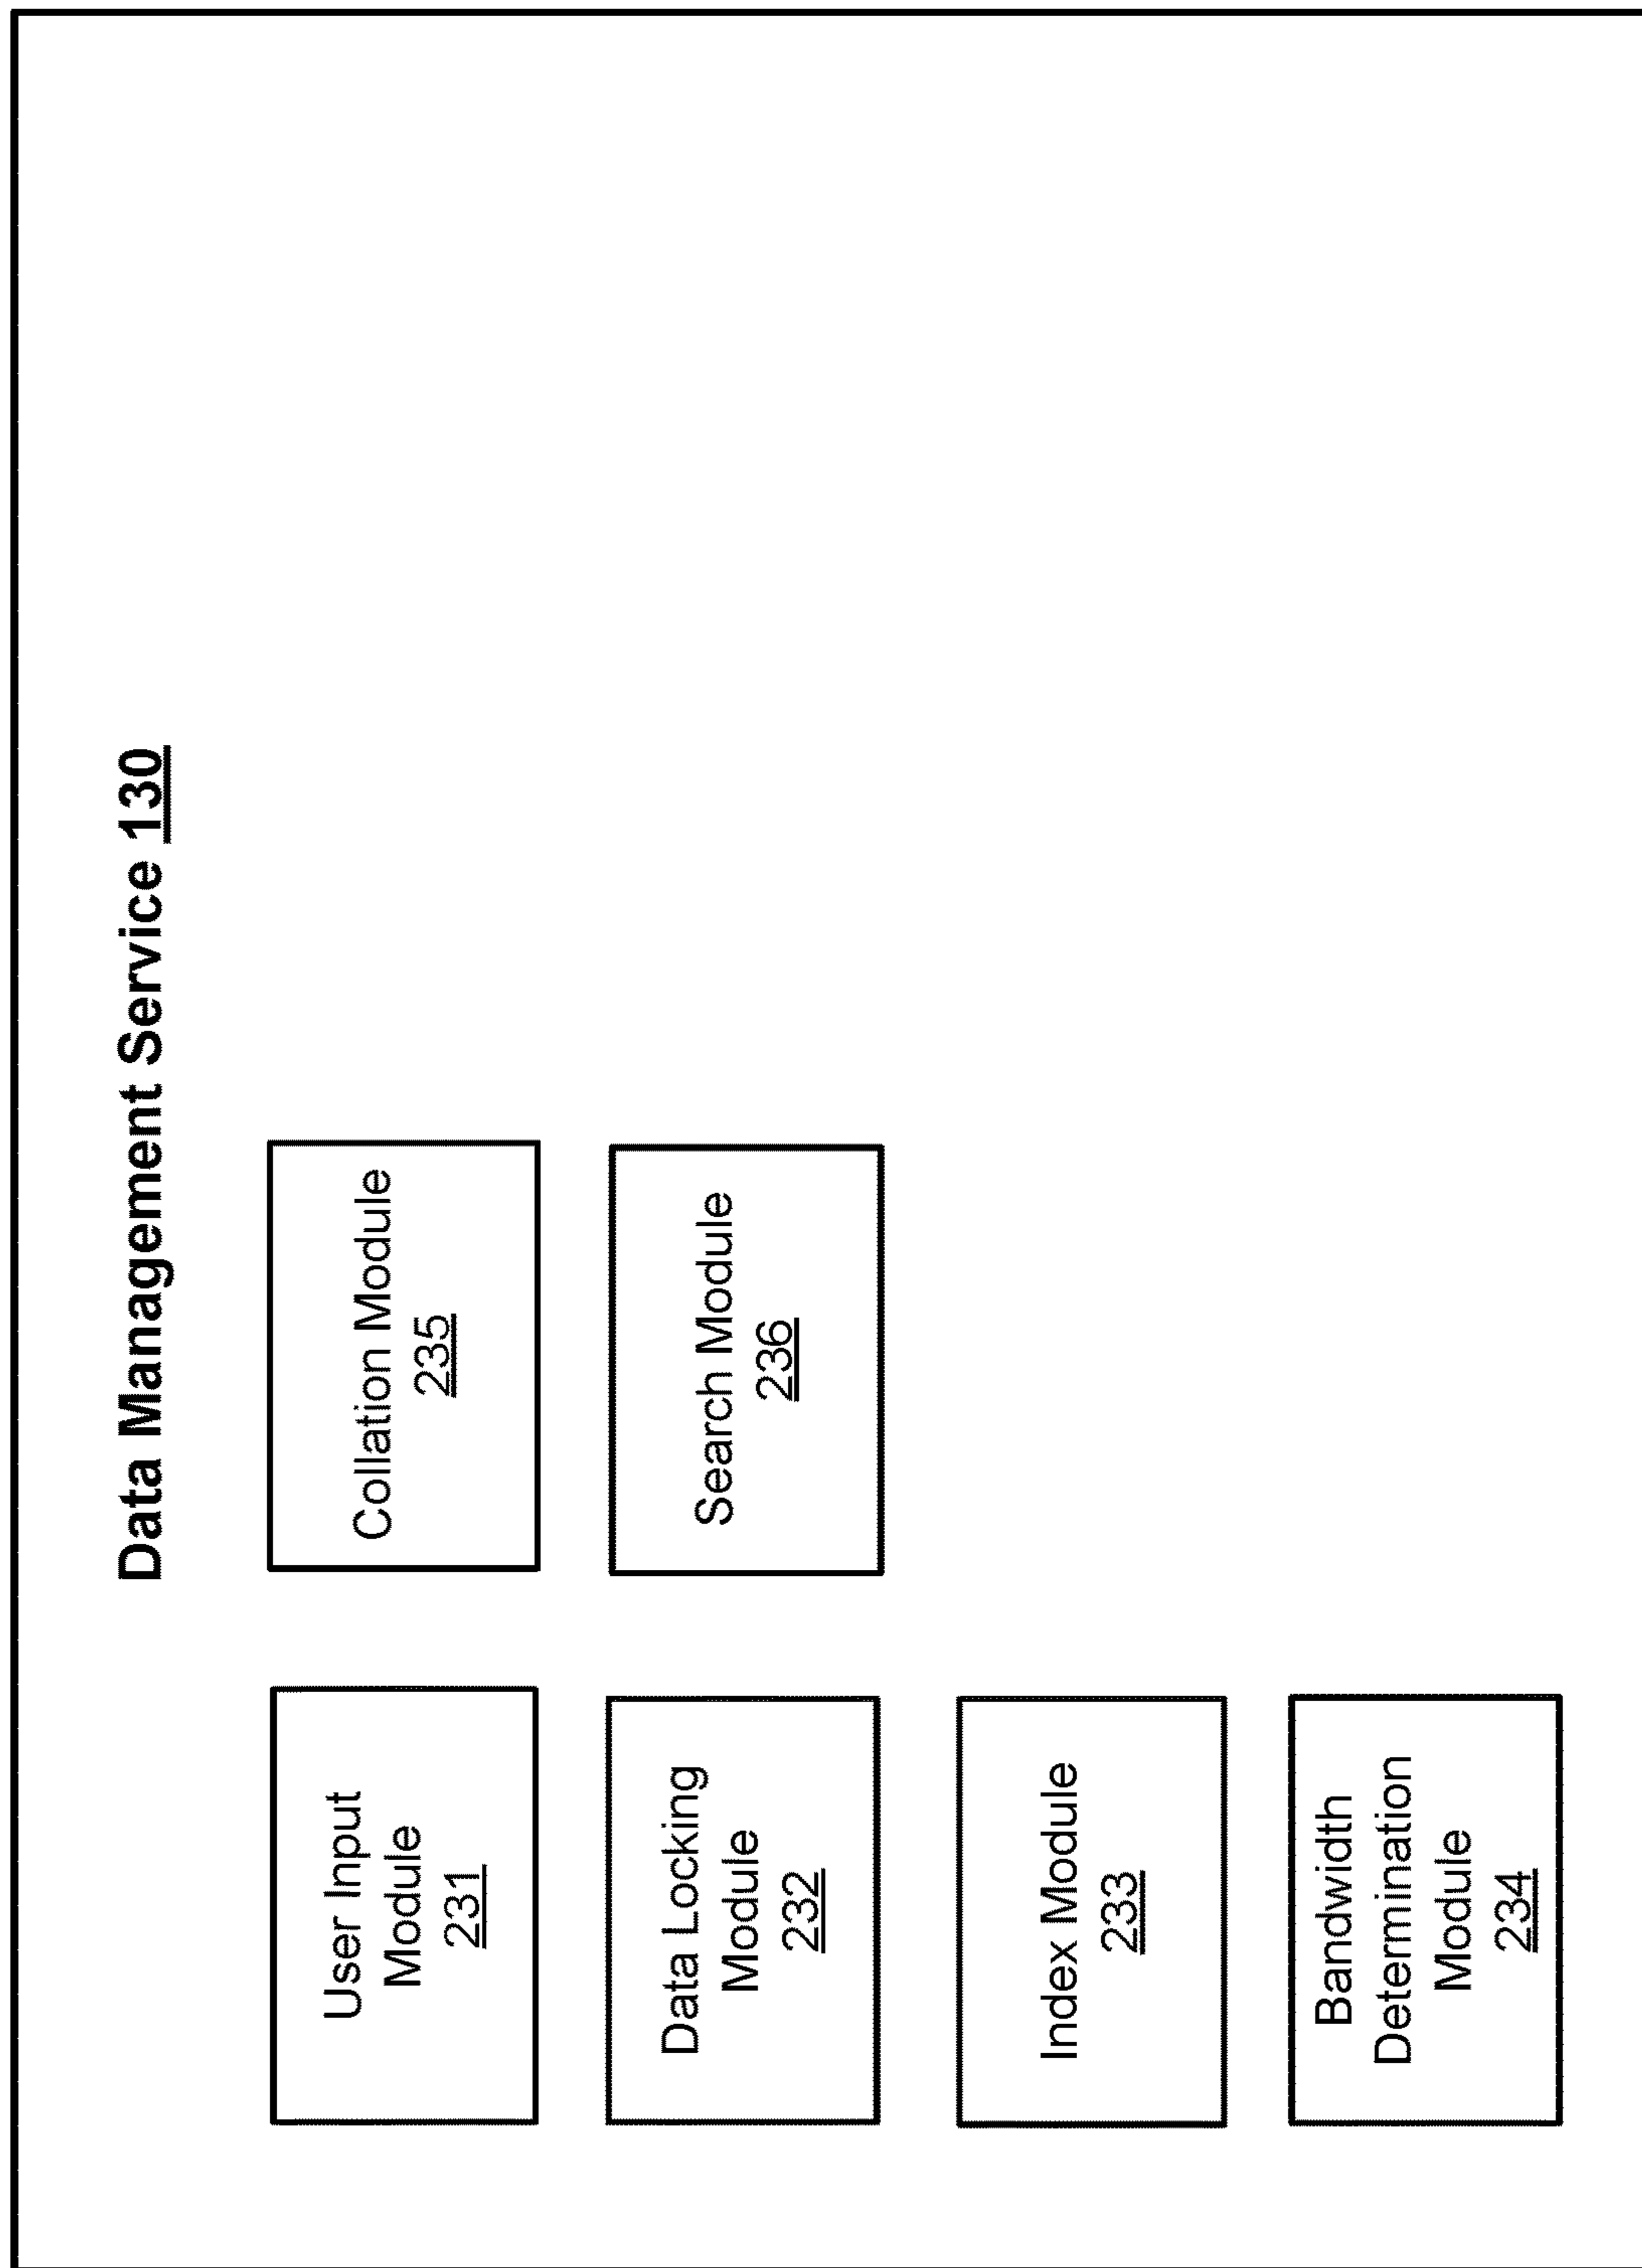 Data Management Service 130
User Input
Module
231
Data Locking
Module
232
Index Module
233
Bandwidth
Determination
Module
234
Collation Module
235
Search Module
236